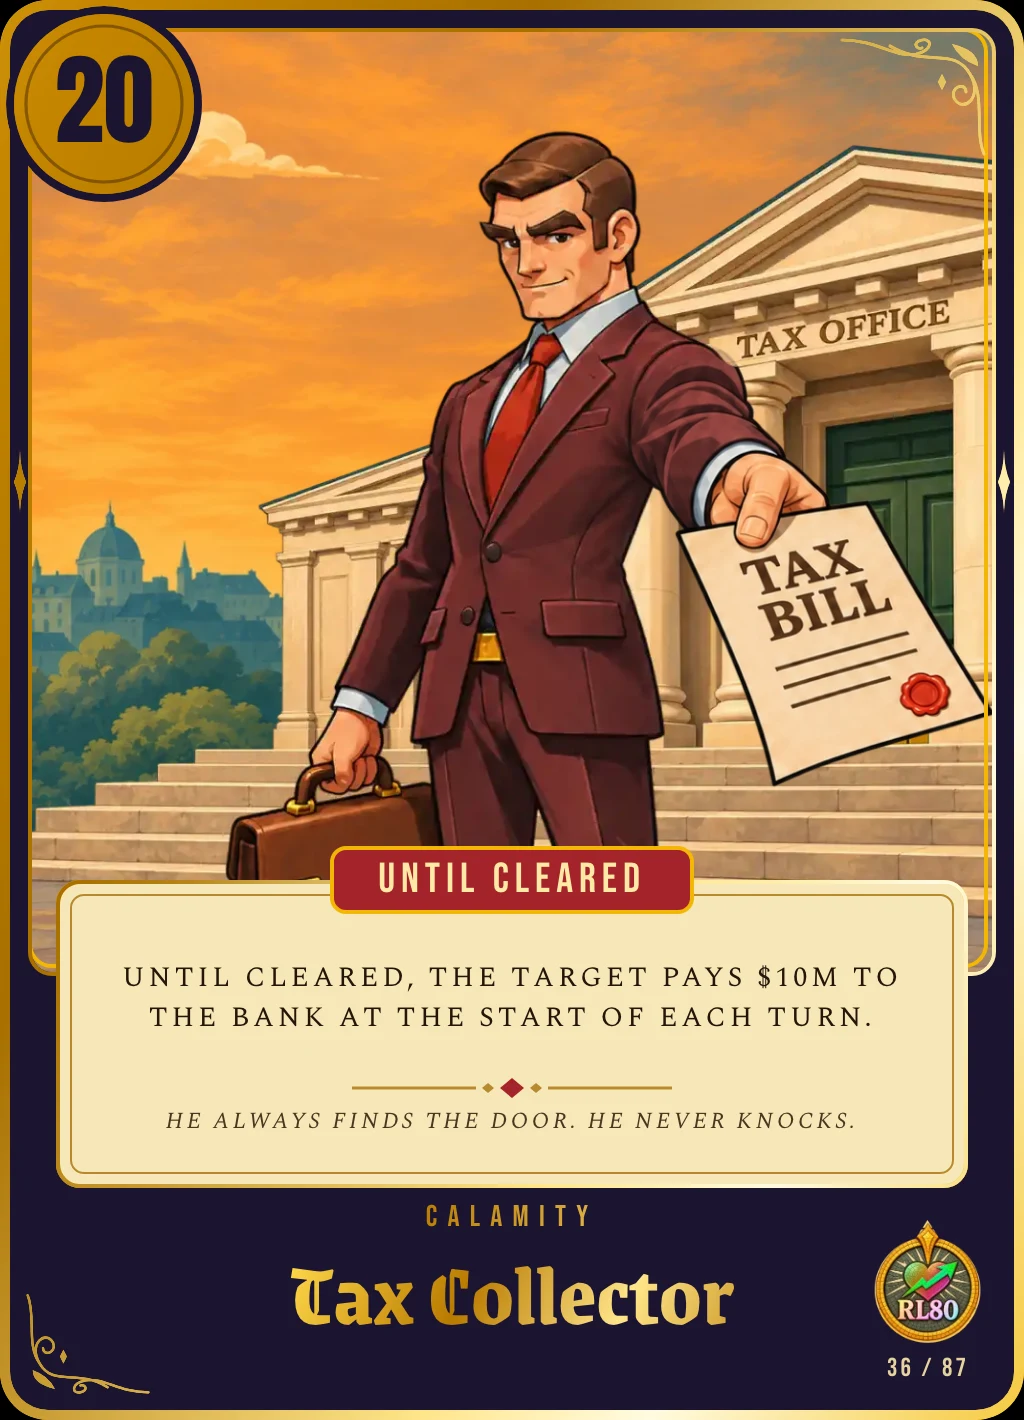 20
TAX OFFICE
TAX
BILL
UNTIL CLEARED
UNTIL CLEARED, THE TARGET PAYS $10M TO
THE BANK AT THE START OF EACH TURN.
HE ALWAYS FINDS THE DOOR. HE NEVER KNOCKS.
CALAMITY
Tax Collector
RL80
36 / 87